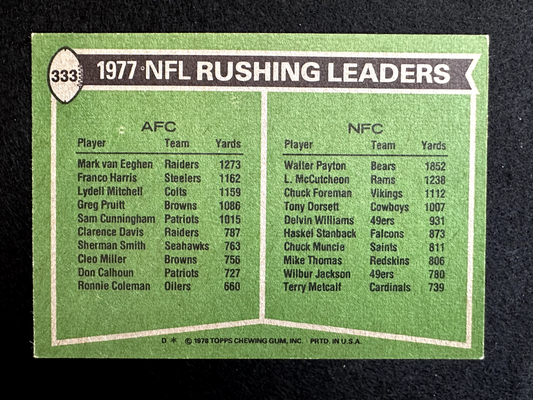 333
1977 NFL RUSHING LEADERS
AFC
Player Team Yards
Mark van Eeghen Raiders 1273
Franco Harris Steelers 1162
Lydell Mitchell Colts 1159
Greg Pruitt Browns 1086
Sam Cunningham Patriots 1015
Clarence Davis Raiders 787
Sherman Smith Seahawks 763
Cleo Miller Browns 756
Don Calhoun Patriots 727
Ronnie Coleman Oilers 660
NFC
Player Team Yards
Walter Payton Bears 1852
L. McCutcheon Rams 1238
Chuck Foreman Vikings 1112
Tony Dorsett Cowboys 1007
Delvin Williams 49ers 931
Haskel Stanback Falcons 873
Chuck Muncie Saints 811
Mike Thomas Redskins 806
Wilbur Jackson 49ers 780
Terry Metcalf Cardinals 739
D * © 1978 TOPPS CHEWING GUM, INC. PRTD. IN U.S.A.